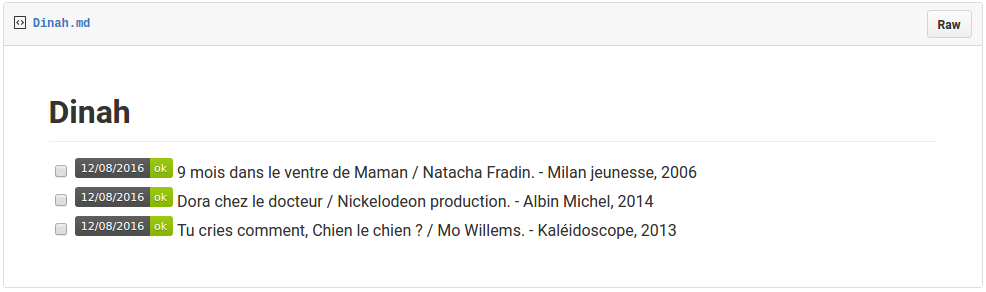 Dinah.md
Raw
Dinah
12/08/2016 ok 9 mois dans le ventre de Maman / Natacha Fradin. - Milan jeunesse, 2006
12/08/2016 ok Dora chez le docteur / Nickelodeon production. - Albin Michel, 2014
12/08/2016 ok Tu cries comment, Chien le chien ? / Mo Willems. - Kaléidoscope, 2013